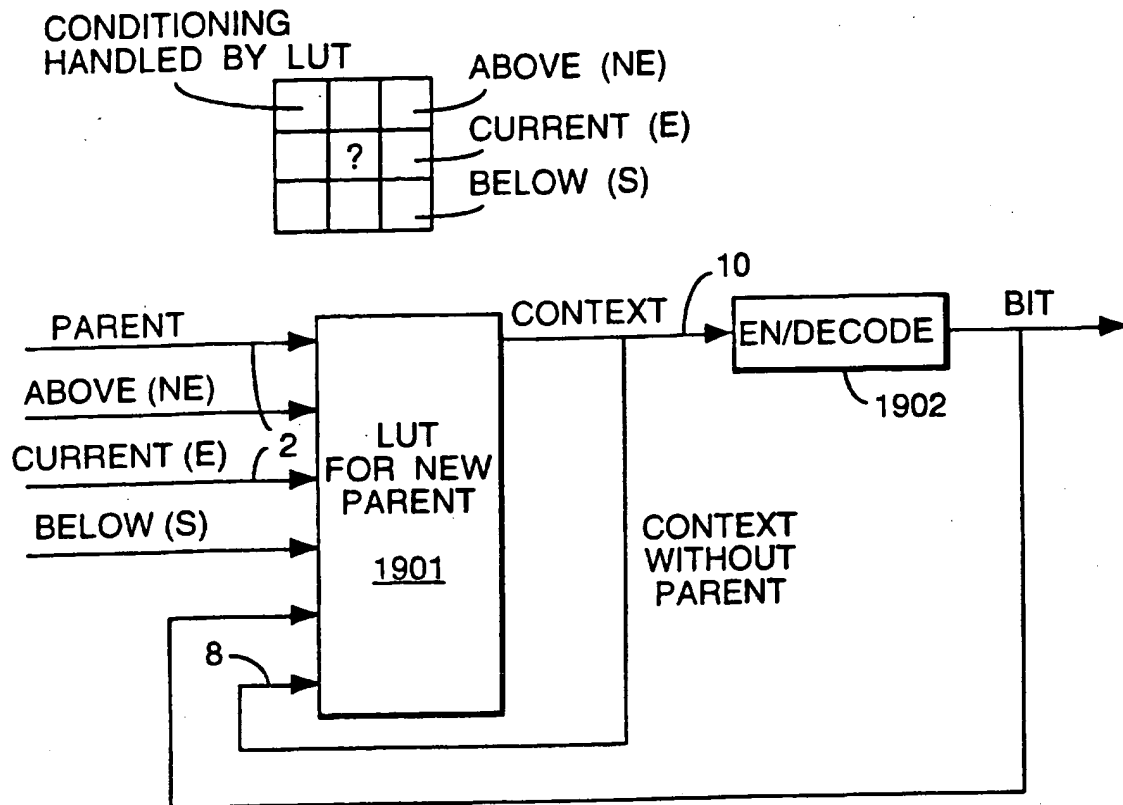 CONDITIONING
HANDLED BY LUT
ABOVE (NE)
CURRENT (E)
?
BELOW (S)
10
PARENT
CONTEXT
BIT
EN/DECODE
ABOVE (NE)
1902
CURRENT (E)
2
LUT
FOR NEW
PARENT
BELOW (S)
CONTEXT
WITHOUT
PARENT
1901
8